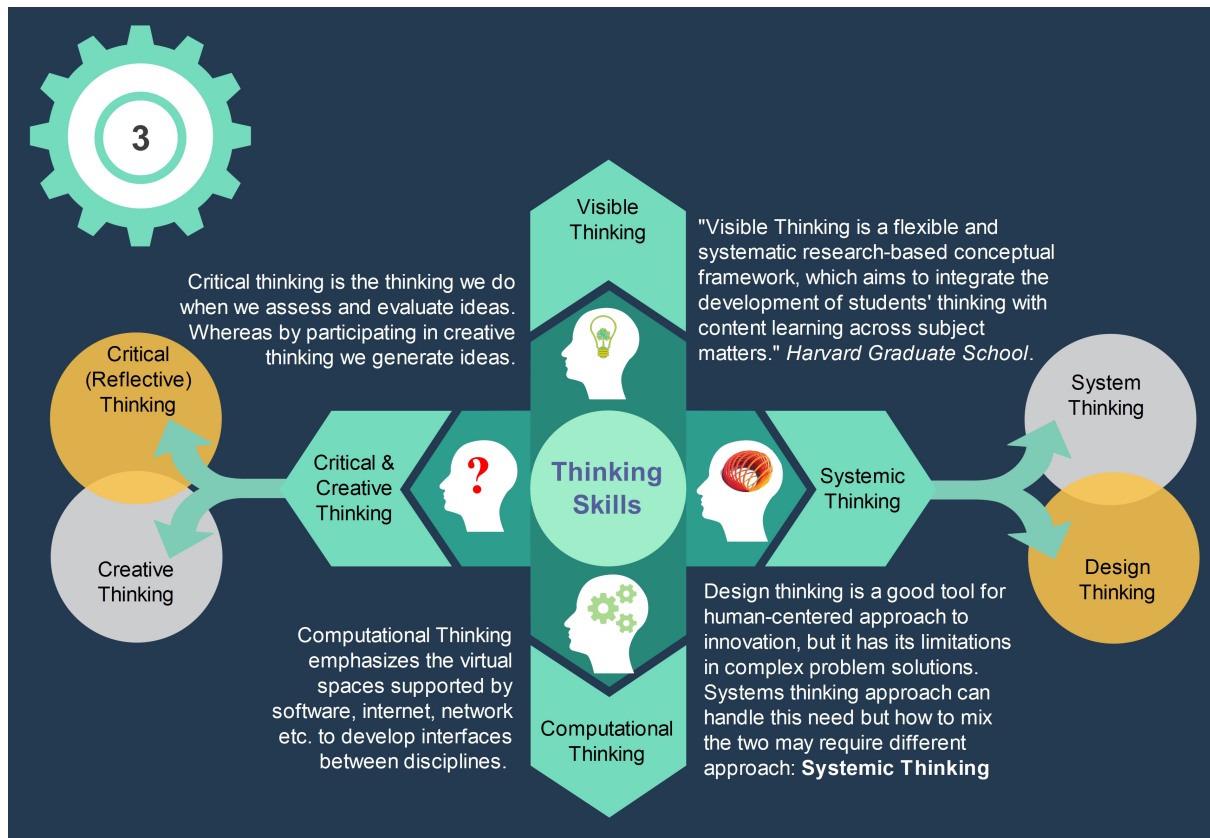 3
Visible
Thinking
"Visible Thinking is a flexible and
systematic research-based conceptual
framework, which aims to integrate the
development of students' thinking with
content learning across subject
matters." Harvard Graduate School.
Critical thinking is the thinking we do
when we assess and evaluate ideas.
Whereas by participating in creative
thinking we generate ideas.
Critical
(Reflective)
Thinking
Creative
Thinking
Critical &
Creative
Thinking
?
Thinking
Skills
Systemic
Thinking
System
Thinking
Design
Thinking
Computational Thinking
emphasizes the virtual
spaces supported by
software, internet, network
etc. to develop interfaces
between disciplines.
Computational
Thinking
Design thinking is a good tool for
human-centered approach to
innovation, but it has its limitations
in complex problem solutions.
Systems thinking approach can
handle this need but how to mix
the two may require different
approach: Systemic Thinking